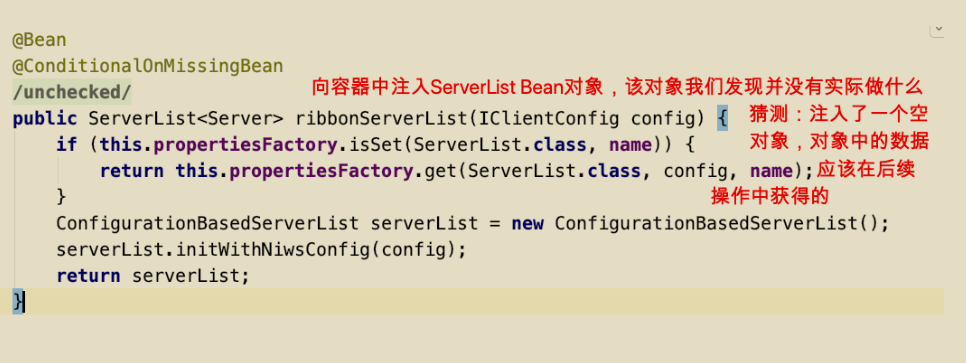 @Bean
@ConditionalOnMissingBean
/unchecked/
向容器中注入ServerList Bean对象，该对象我们发现并没有实际做什么
public ServerList<Server> ribbonServerList(IClientConfig config) {
猜测：注入了一个空
对象，对象中的数据
if (this.propertiesFactory.isSet(ServerList.class, name)) {
return this.propertiesFactory.get(ServerList.class, config, name);
应该在后续
操作中获得的
}
ConfigurationBasedServerList serverList = new ConfigurationBasedServerList();
serverList.initWithNiwsConfig(config);
return serverList;
}